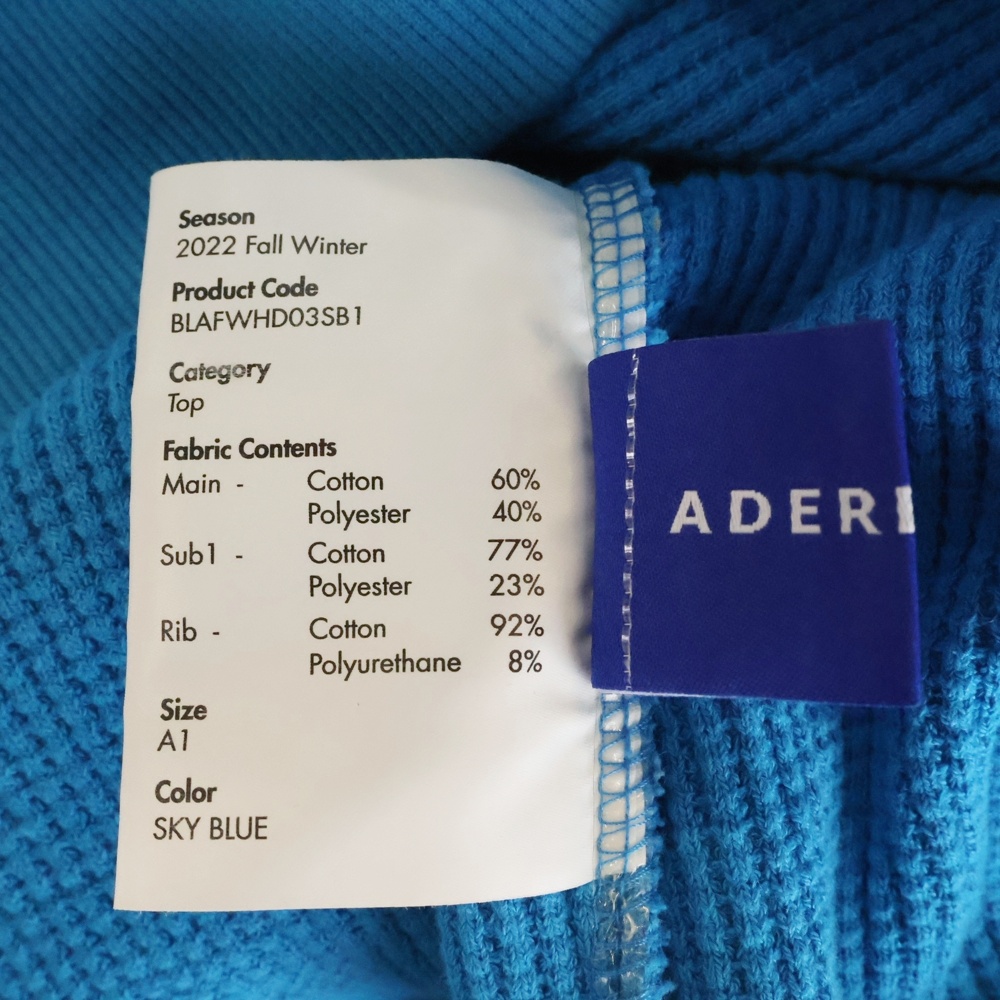 Season
2022 Fall Winter
Product Code
BLAFWHD03SB1
Category
Top
Fabric Contents
Main - Cotton 60%
Polyester 40%
Sub1 - Cotton 77%
Polyester 23%
Rib - Cotton 92%
Polyurethane 8%
Size
A1
Color
SKY BLUE
ADER